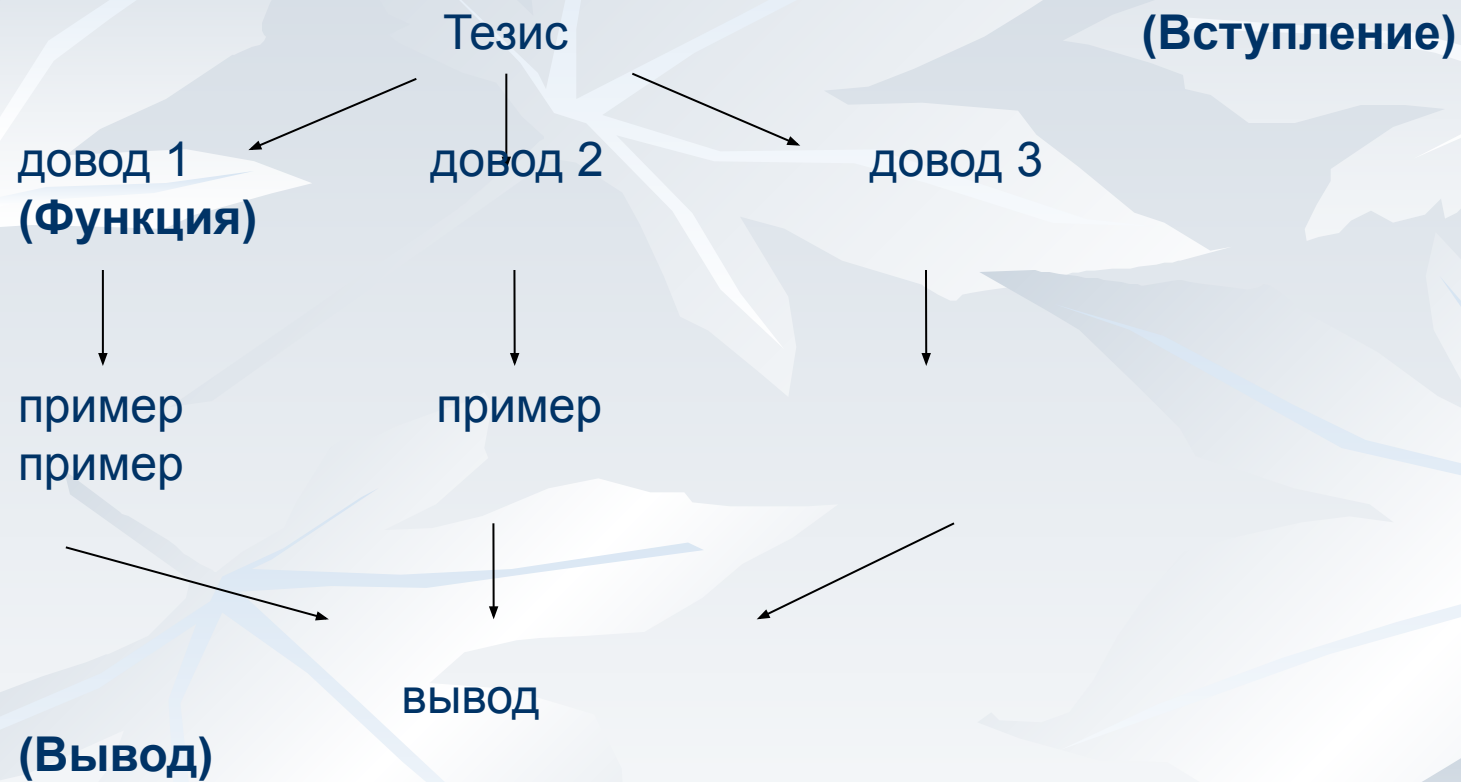 Тезис (Вступление)
довод 1 довод 2 довод 3
(Функция)
пример пример
пример
вывод
(Вывод)